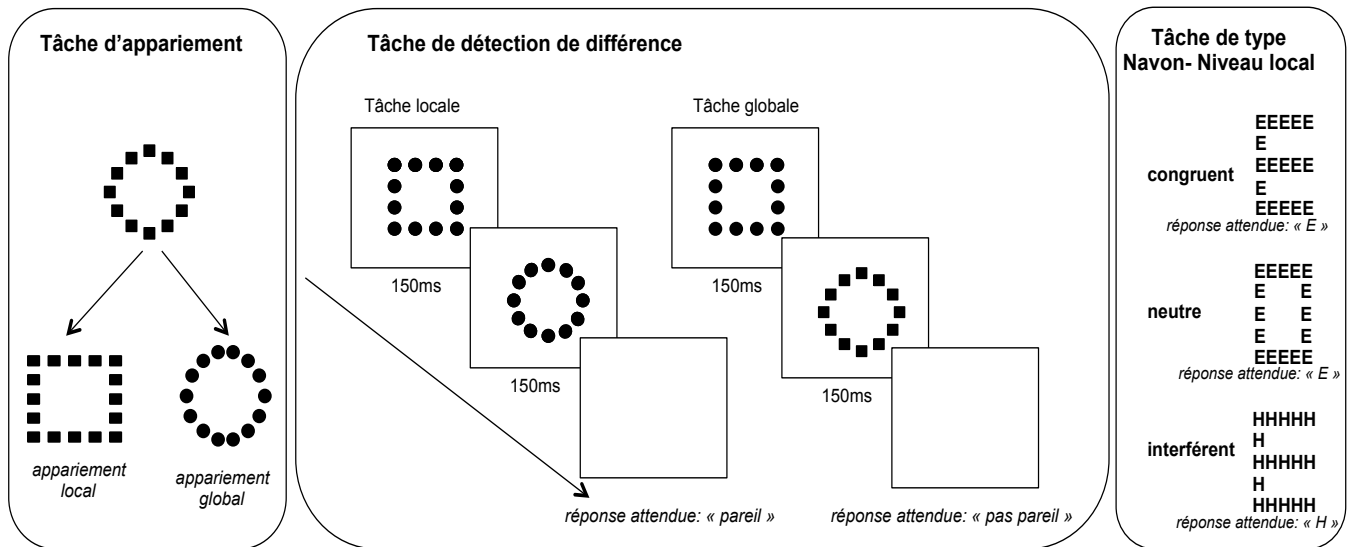 Tâche d'appariement
appariement
local
appariement
global
Tâche de détection de différence
Tâche locale
150ms
150ms
réponse attendue: « pareil »
Tâche globale
150ms
150ms
réponse attendue: « pas pareil »
Tâche de type
Navon- Niveau local
congruent
EEEEE
E
EEEEE
E
EEEEE
réponse attendue: « E »
neutre
EEEEE
E E
E E
E E
EEEEE
réponse attendue: « E »
interférent
HHHHH
H
HHHHH
H
HHHHH
réponse attendue: « H »